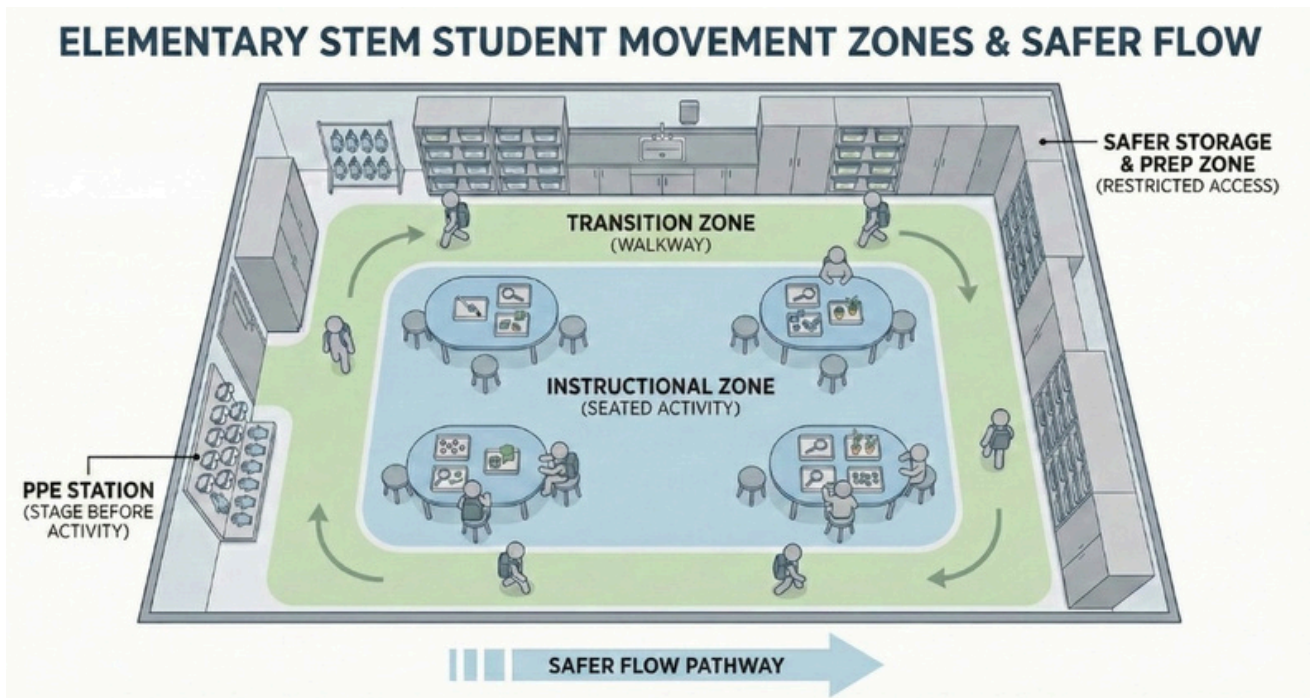 ELEMENTARY STEM STUDENT MOVEMENT ZONES & SAFER FLOW
SAFER STORAGE
& PREP ZONE
(RESTRICTED ACCESS)
TRANSITION ZONE
(WALKWAY)
INSTRUCTIONAL ZONE
(SEATED ACTIVITY)
PPE STATION
(STAGE BEFORE
ACTIVITY)
SAFER FLOW PATHWAY